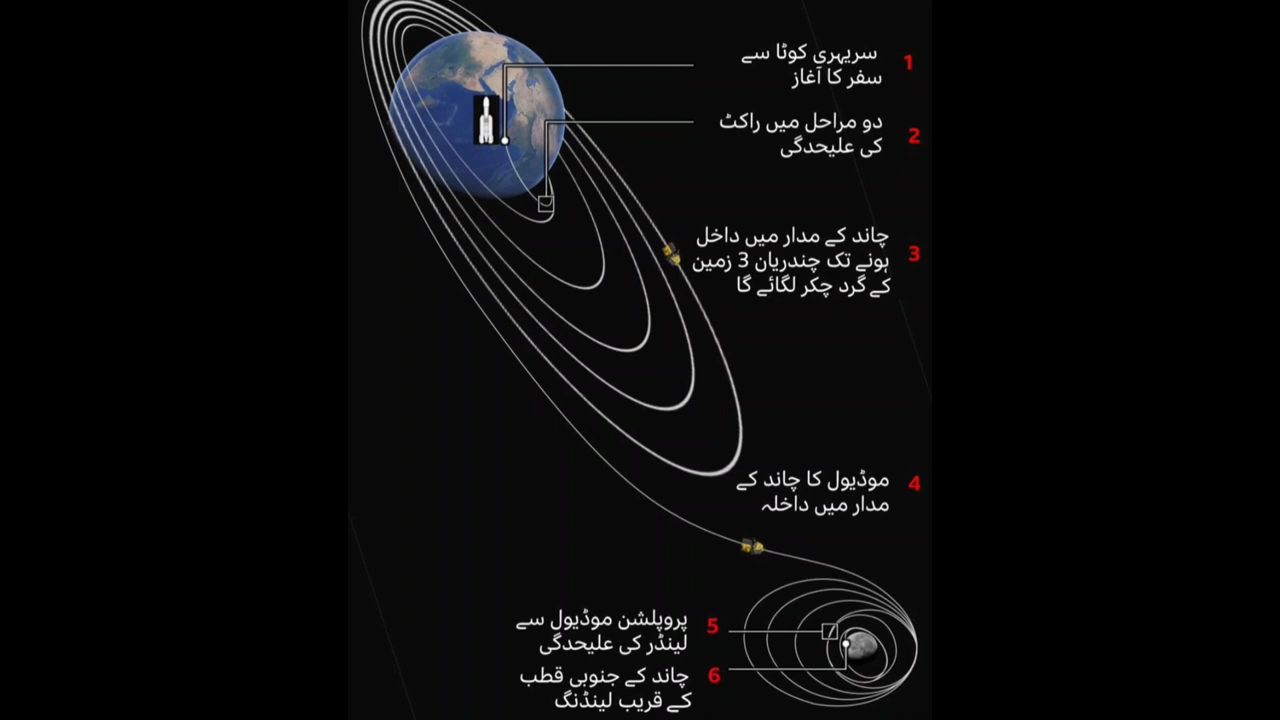 1 سریہری کوٹا سے
سفر کا آغاز
2 دو مراحل میں راکٹ
کی علیحدگی
3 چاند کے مدار میں داخل
ہونے تک چندریان 3 زمین
کے گرد چکر لگائے گا
4 موڈیول کا چاند کے
مدار میں داخلہ
5 پروپلشن موڈیول سے
لینڈر کی علیحدگی
6 چاند کے جنوبی قطب
کے قریب لینڈنگ